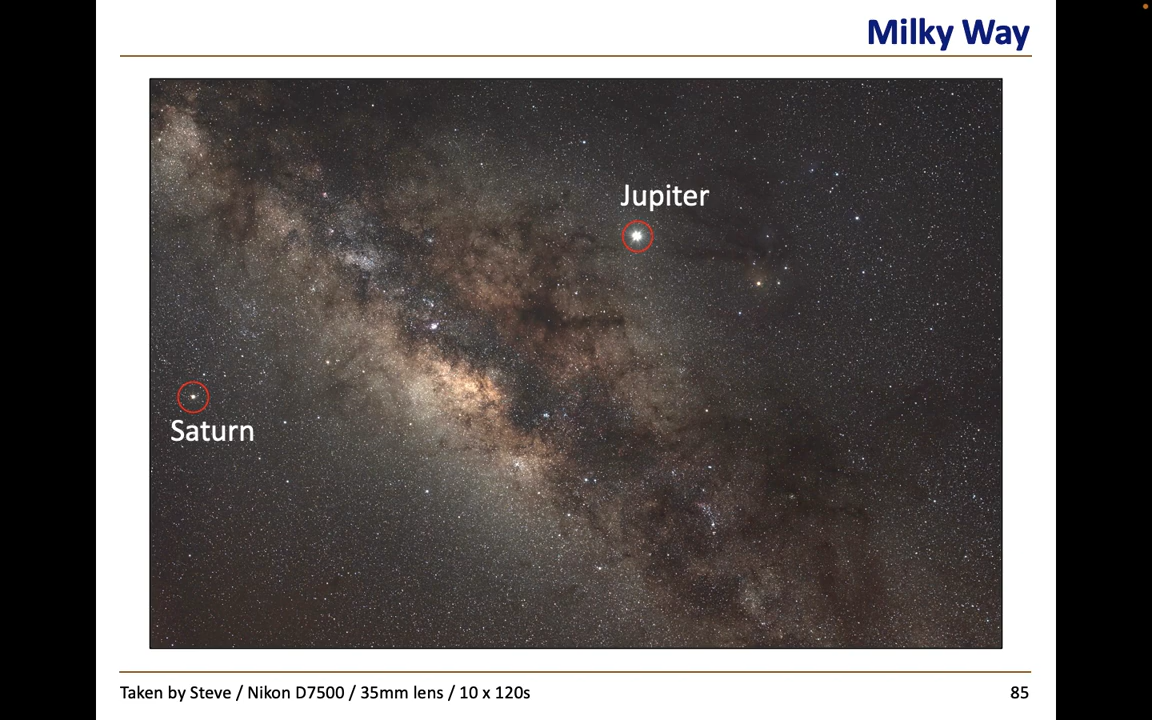 Milky Way
Jupiter
Saturn
Taken by Steve / Nikon D7500 / 35mm lens / 10 x 120s
85